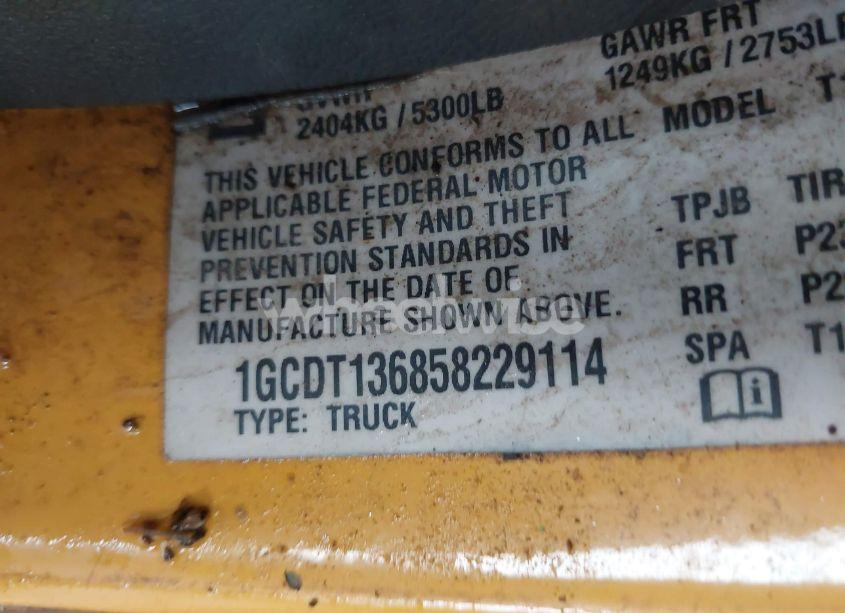 GAWR FRT
2404KG / 5300LB
1249KG / 2753LB
THIS VEHICLE CONFORMS TO ALL
MODEL
APPLICABLE FEDERAL MOTOR
VEHICLE SAFETY AND THEFT
TPJB
PREVENTION STANDARDS IN
FRT
EFFECT ON THE DATE OF
RR
MANUFACTURE SHOWN ABOVE.
SPA
1GCDT136858229114
TYPE: TRUCK